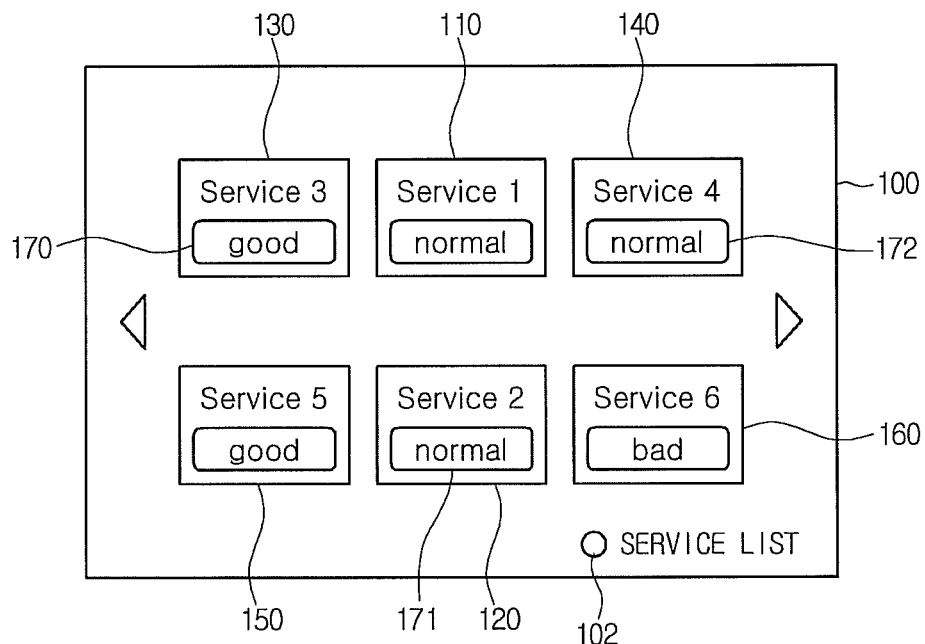 130 110 140
Service 3 Service 1 Service 4
100
170 good normal normal 172
Service 5 Service 2 Service 6
good normal bad 160
SERVICE LIST
150 171 120 102